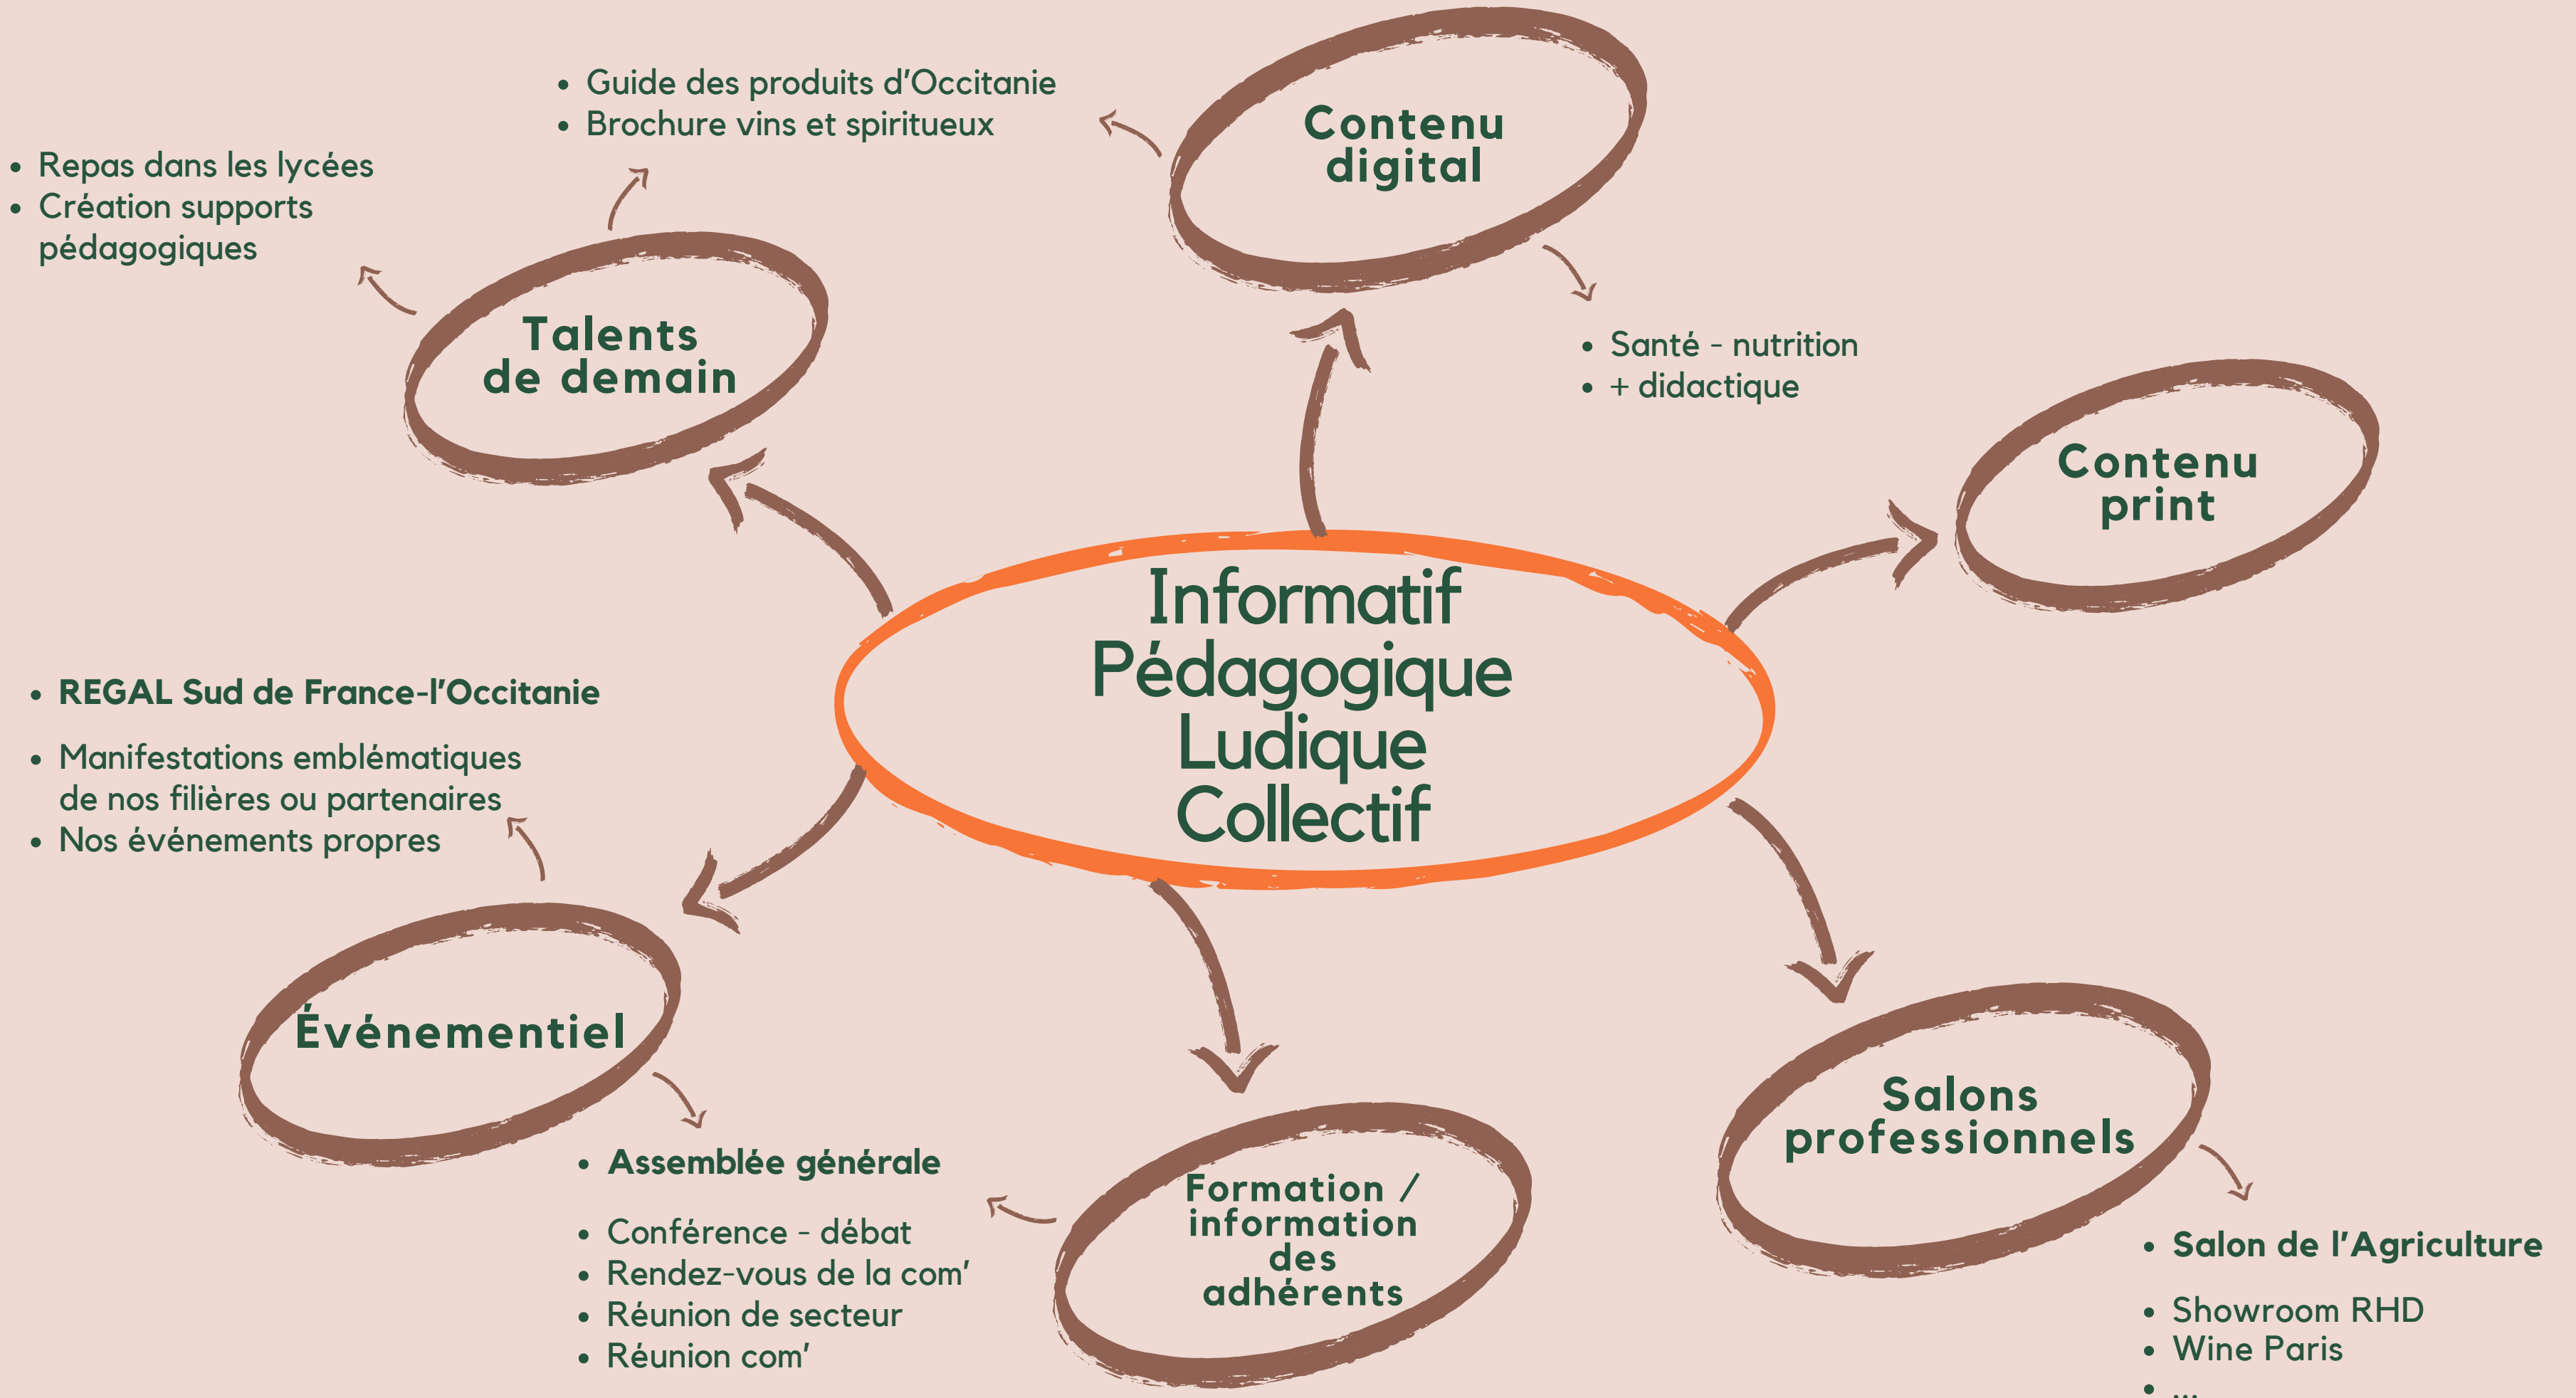 • Guide des produits d'Occitanie
• Brochure vins et spiritueux
Contenu
digital
• Repas dans les lycées
• Création supports
pédagogiques
Talents
de demain
• Santé - nutrition
• + didactique
Contenu
print
Informatif
Pédagogique
Ludique
Collectif
• REGAL Sud de France-l'Occitanie
• Manifestations emblématiques
de nos filières ou partenaires
• Nos événements propres
Événementiel
• Assemblée générale
• Conférence - débat
• Rendez-vous de la com'
• Réunion de secteur
• Réunion com'
Formation /
information
des
adhérents
Salons
professionnels
• Salon de l'Agriculture
• Showroom RHD
• Wine Paris
• ...